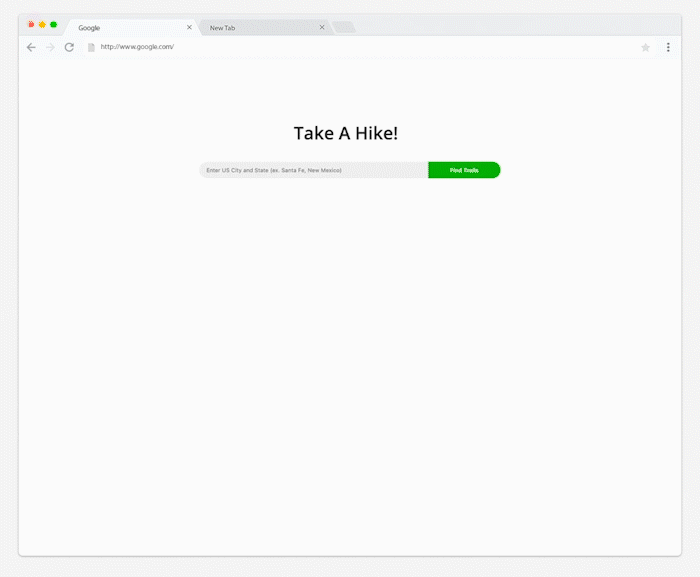 Google
New Tab
http://www.google.com/
Take A Hike!
Enter US City and State (ex. Santa Fe, New Mexico)
Find Trails